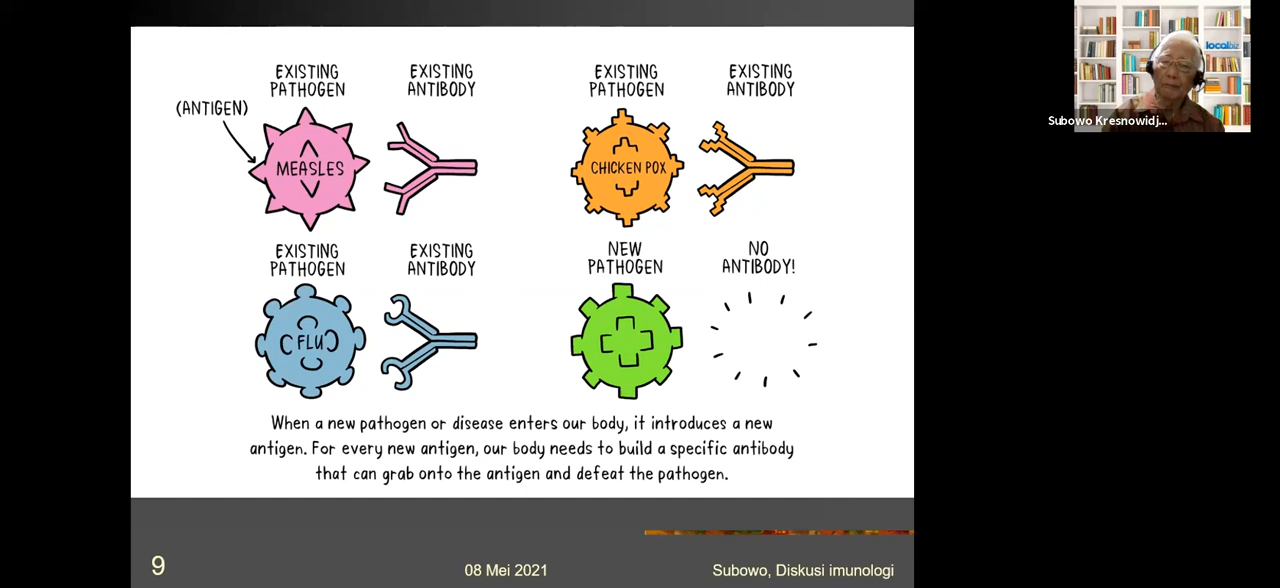 EXISTING
PATHOGEN
EXISTING
ANTIBODY
(ANTIGEN)
MEASLES
EXISTING
PATHOGEN
EXISTING
ANTIBODY
CHICKEN POX
EXISTING
PATHOGEN
EXISTING
ANTIBODY
FLU
NEW
PATHOGEN
NO
ANTIBODY!
When a new pathogen or disease enters our body, it introduces a new
antigen. For every new antigen, our body needs to build a specific antibody
that can grab onto the antigen and defeat the pathogen.
9
08 Mei 2021
Subowo, Diskusi imunologi
localbiz
Subowo Kresnowidj...